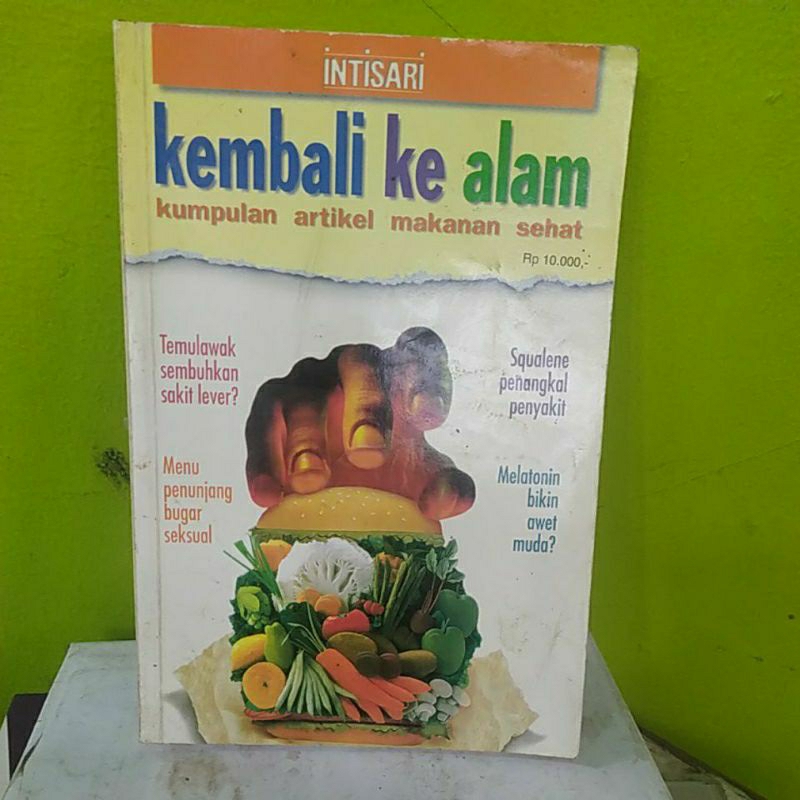 INTISARI
kembali ke alam
kumpulan artikel makanan sehat
Rp 10.000,-
Temulawak
sembuhkan
sakit lever?
Squalene
penangkal
penyakit
Menu
penunjang
bugar
seksual
Melatonin
bikin
awet
muda?